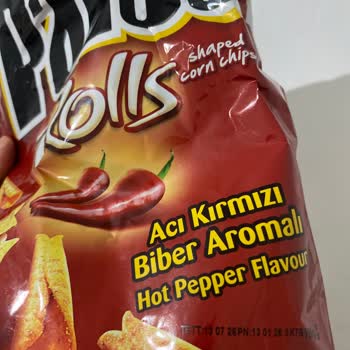 Rolls
shaped
corn chips
Acı Kırmızı
Biber Aromalı
Hot Pepper Flavour